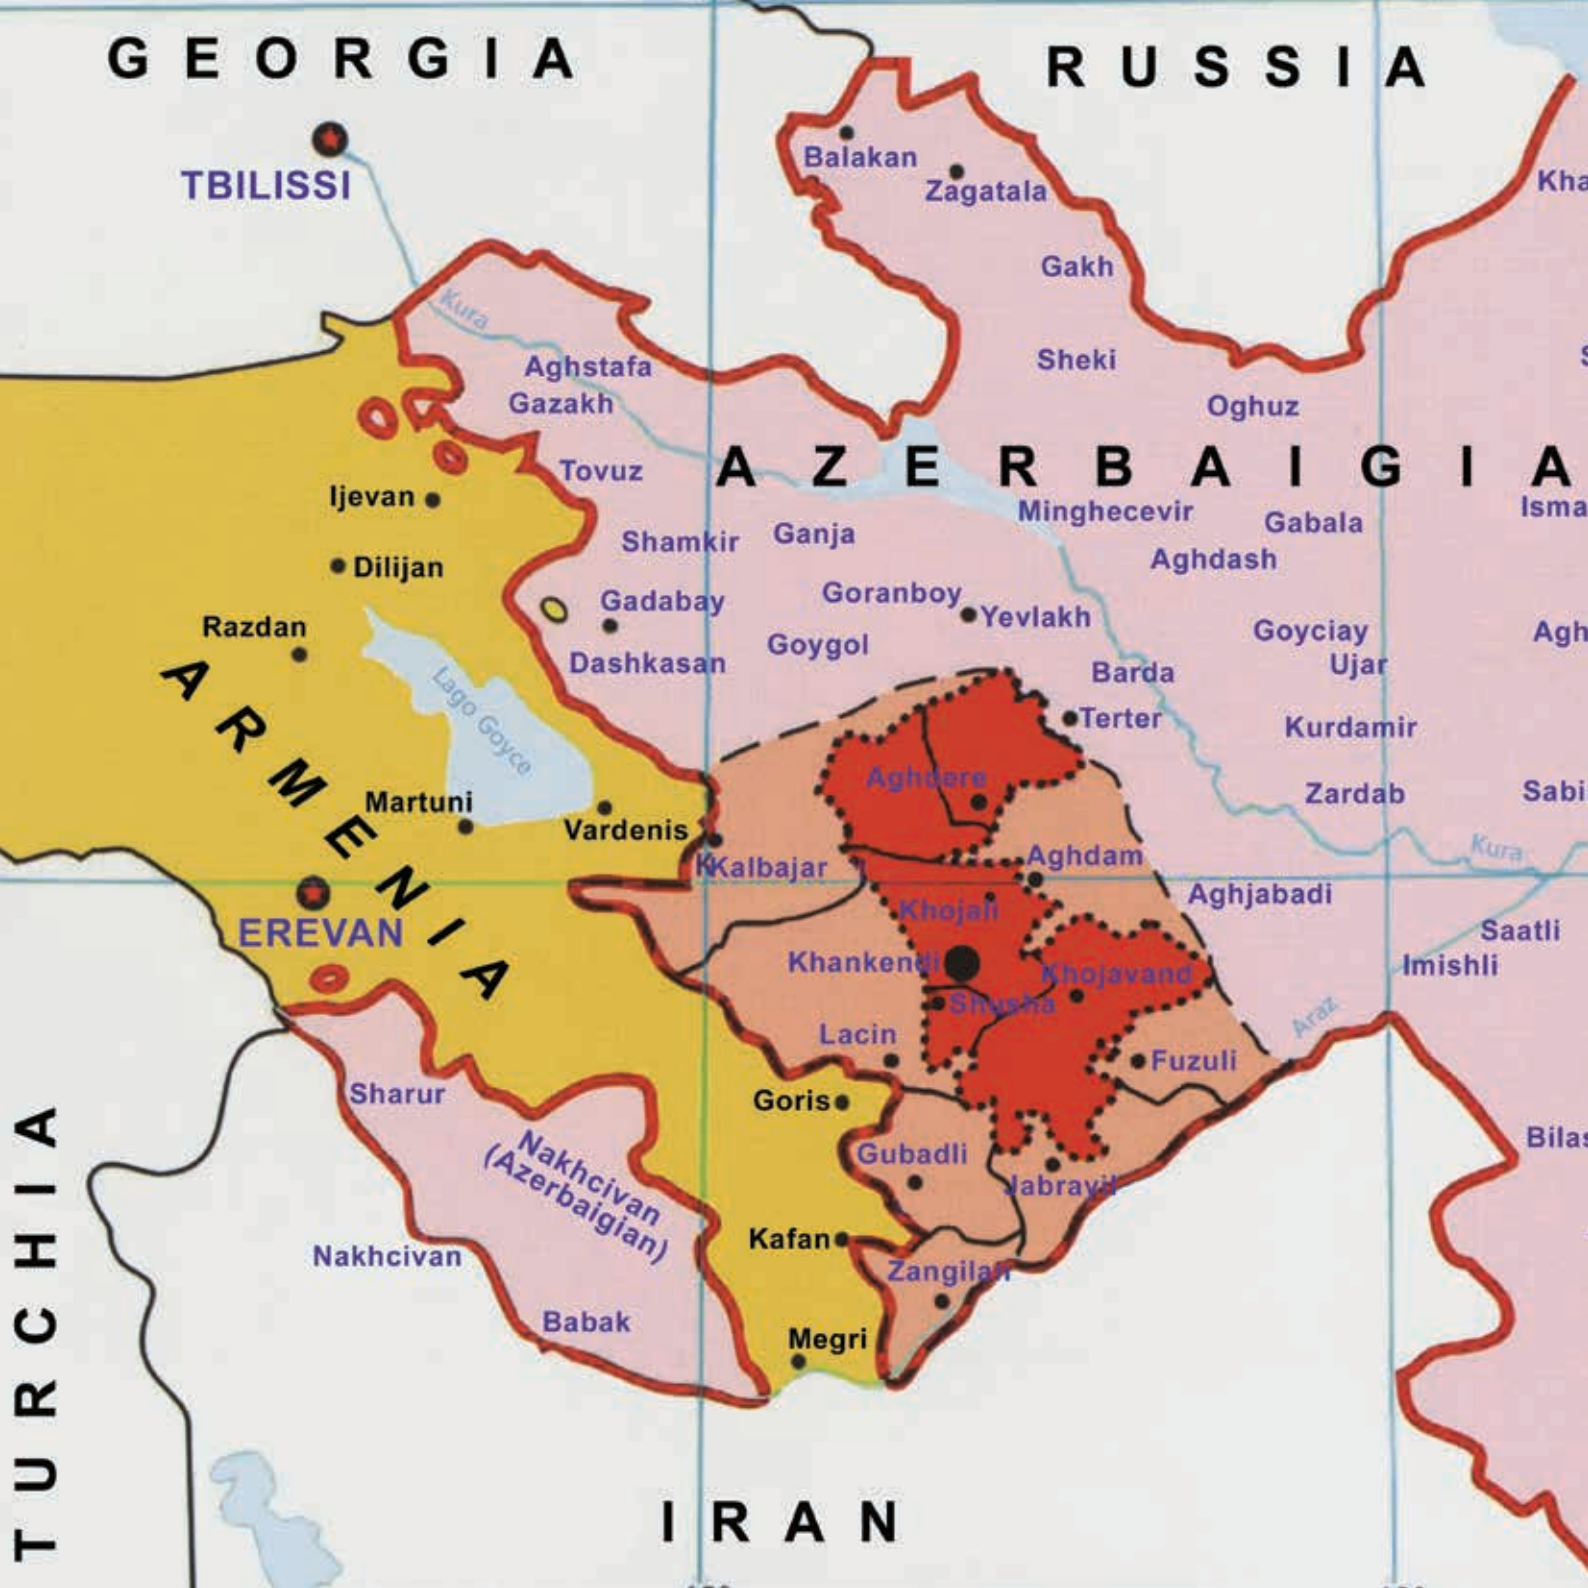 GEORGIA
RUSSIA
TBILISSI
Balakan
Zagatala
Kha
Gakh
Kura
Aghstafa
Gazakh
Sheki
Oghuz
AZERBAIGIA
Tovuz
Ijevan
Minghecevir
Gabala
Isma
Shamkir
Ganja
Aghdash
Dilijan
Gadabay
Goranboy
Yevlakh
Razdan
Goygol
Goyciay
Agh
Dashkasan
Ujar
Barda
ARMENIA
Lago Goyce
Terter
Kurdamir
Aghdere
Zardab
Sabi
Martuni
Vardenis
Kura
Kalbajar
Aghdam
Aghjabadi
Khojali
EREVAN
Saatli
Khankendi
Khojavand
Imishli
Shusha
Araz
Lacin
Fuzuli
Sharur
Goris
Nakhcivan
(Azerbaigian)
Gubadli
Bilas
Jabrayil
TURCHIA
Nakhcivan
Kafan
Zangilan
Babak
Megri
IRAN